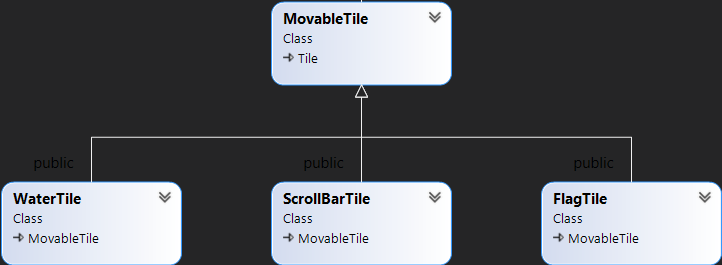 MovableTile
Class
Tile
public
public
public
WaterTile
Class
MovableTile
ScrollBarTile
Class
MovableTile
FlagTile
Class
MovableTile